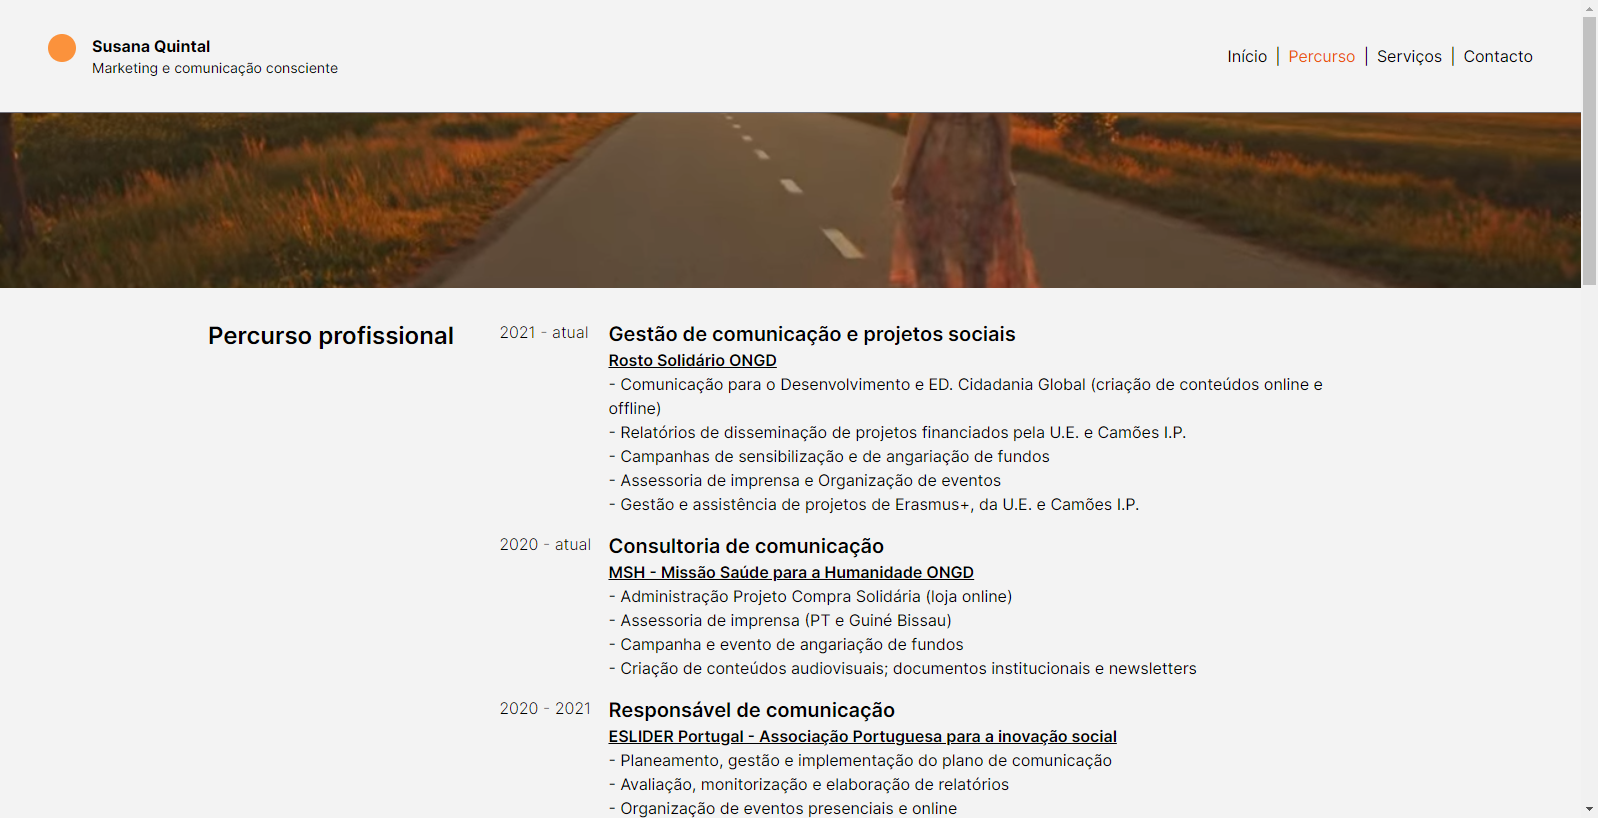 Susana Quintal
Marketing e comunicação consciente
Início | Percurso | Serviços | Contacto
Percurso profissional
2021 - atual
Gestão de comunicação e projetos sociais
Rosto Solidário ONGD
- Comunicação para o Desenvolvimento e ED. Cidadania Global (criação de conteúdos online e
offline)
- Relatórios de disseminação de projetos financiados pela U.E. e Camões I.P.
- Campanhas de sensibilização e de angariação de fundos
- Assessoria de imprensa e Organização de eventos
- Gestão e assistência de projetos de Erasmus+, da U.E. e Camões I.P.
2020 - atual
Consultoria de comunicação
MSH - Missão Saúde para a Humanidade ONGD
- Administração Projeto Compra Solidária (loja online)
- Assessoria de imprensa (PT e Guiné Bissau)
- Campanha e evento de angariação de fundos
- Criação de conteúdos audiovisuais; documentos institucionais e newsletters
2020 - 2021
Responsável de comunicação
ESLIDER Portugal - Associação Portuguesa para a inovação social
- Planeamento, gestão e implementação do plano de comunicação
- Avaliação, monitorização e elaboração de relatórios
- Organização de eventos presenciais e online